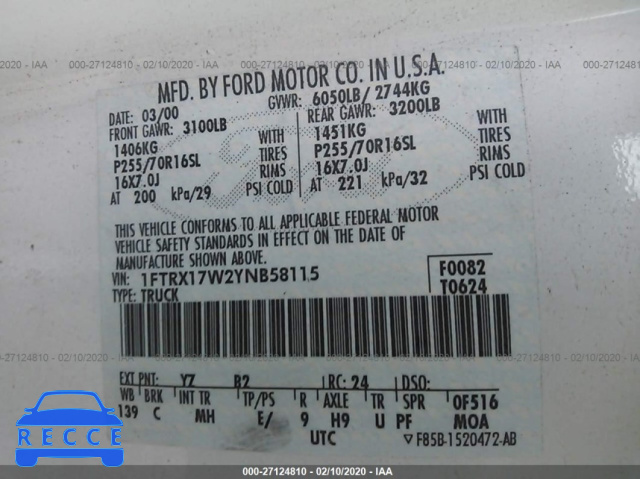 000-27124810 - 02/10/2020 - IAA
MFD. BY FORD MOTOR CO. IN U.S.A.
DATE: 03/00 GVWR: 6050LB/ 2744KG
FRONT GAWR: 3100LB REAR GAWR: 3200LB
1406KG WITH 1451KG WITH
P255/70R16SL TIRES P255/70R16SL TIRES
16X7.0J RIMS 16X7.0J RIMS
AT 200 kPa/29 PSI COLD AT 221 kPa/32 PSI COLD
THIS VEHICLE CONFORMS TO ALL APPLICABLE FEDERAL MOTOR
VEHICLE SAFETY STANDARDS IN EFFECT ON THE DATE OF
MANUFACTURE SHOWN ABOVE.
VIN: 1FTRX17W2YNB58115 F0082
TYPE: TRUCK T0624
000-27124810 - 02/10/2020 - IAA
EXT PNT: YZ B2 RC: 24 DSO:
WB BRK INT TR TP/PS R AXLE TR SPR 0F516
139 C MH E/ 9 H9 U PF MOA
UTC F85B-1520472-AB
RECCE
000-27124810 - 02/10/2020 - IAA